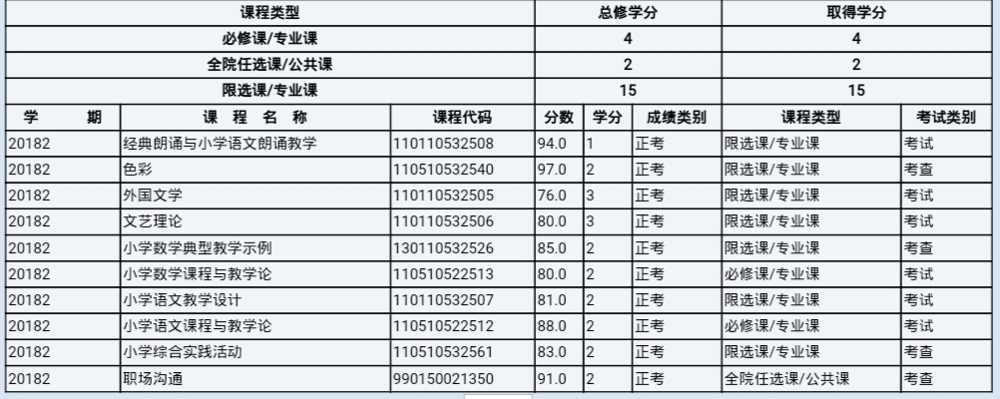 课程类型 总修学分 取得学分
必修课/专业课 4 4
全院任选课/公共课 2 2
限选课/专业课 15 15
学 期 课 程 名 称 课程代码 分数 学分 成绩类别 课程类型 考试类别
20182 经典朗诵与小学语文朗诵教学 110110532508 94.0 1 正考 限选课/专业课 考试
20182 色彩 110510532540 97.0 2 正考 限选课/专业课 考查
20182 外国文学 110110532505 76.0 3 正考 限选课/专业课 考试
20182 文艺理论 110110532506 80.0 3 正考 限选课/专业课 考试
20182 小学数学典型教学示例 130110532526 85.0 2 正考 限选课/专业课 考查
20182 小学数学课程与教学论 110510522513 80.0 2 正考 必修课/专业课 考试
20182 小学语文教学设计 110110532507 81.0 2 正考 限选课/专业课 考试
20182 小学语文课程与教学论 110510522512 88.0 2 正考 必修课/专业课 考试
20182 小学综合实践活动 110510532561 83.0 2 正考 限选课/专业课 考查
20182 职场沟通 990150021350 91.0 2 正考 全院任选课/公共课 考查